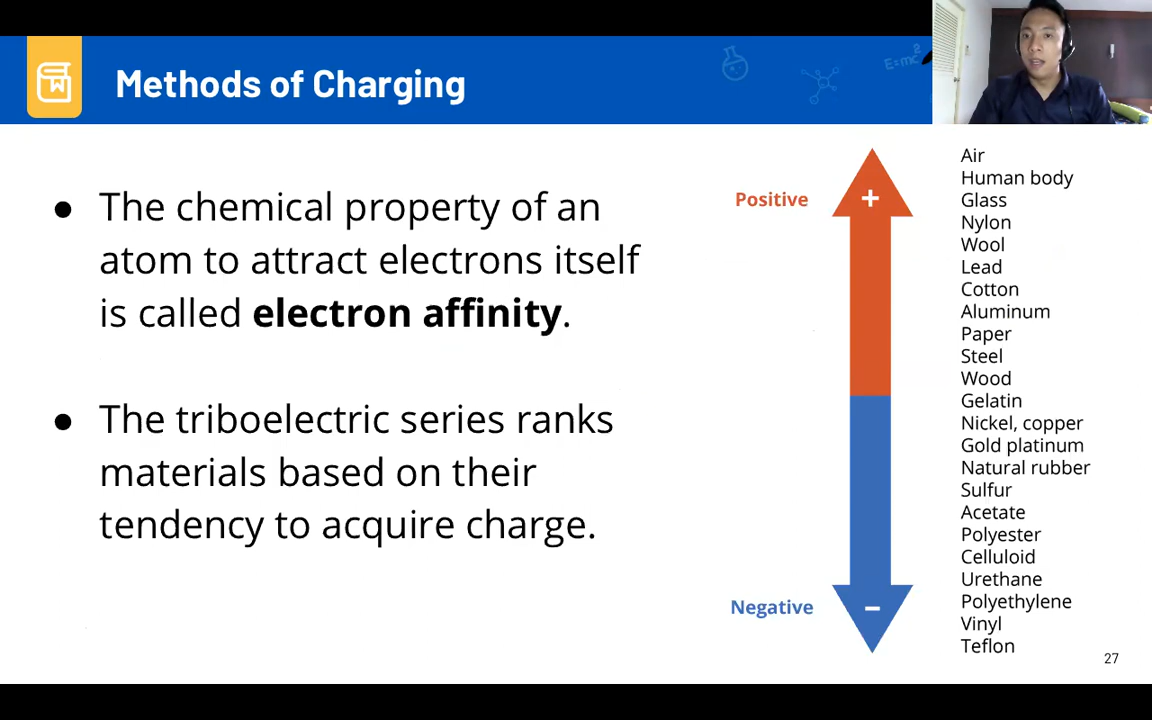 Methods of Charging
E=mc²
● The chemical property of an
atom to attract electrons itself
is called electron affinity.
● The triboelectric series ranks
materials based on their
tendency to acquire charge.
Positive
+
Negative
−
Air
Human body
Glass
Nylon
Wool
Lead
Cotton
Aluminum
Paper
Steel
Wood
Gelatin
Nickel, copper
Gold platinum
Natural rubber
Sulfur
Acetate
Polyester
Celluloid
Urethane
Polyethylene
Vinyl
Teflon
27